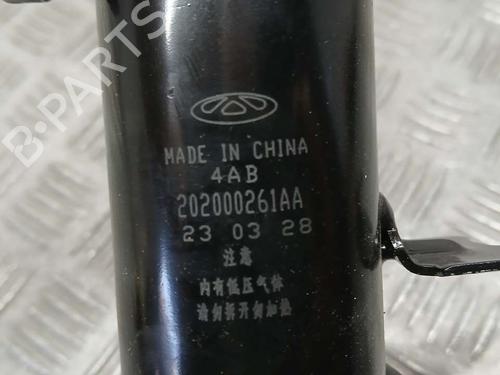 B-PARTS
MADE IN CHINA
4AB
202000261AA
23 03 28
注意
内有低压气体
请勿拆开勿加热